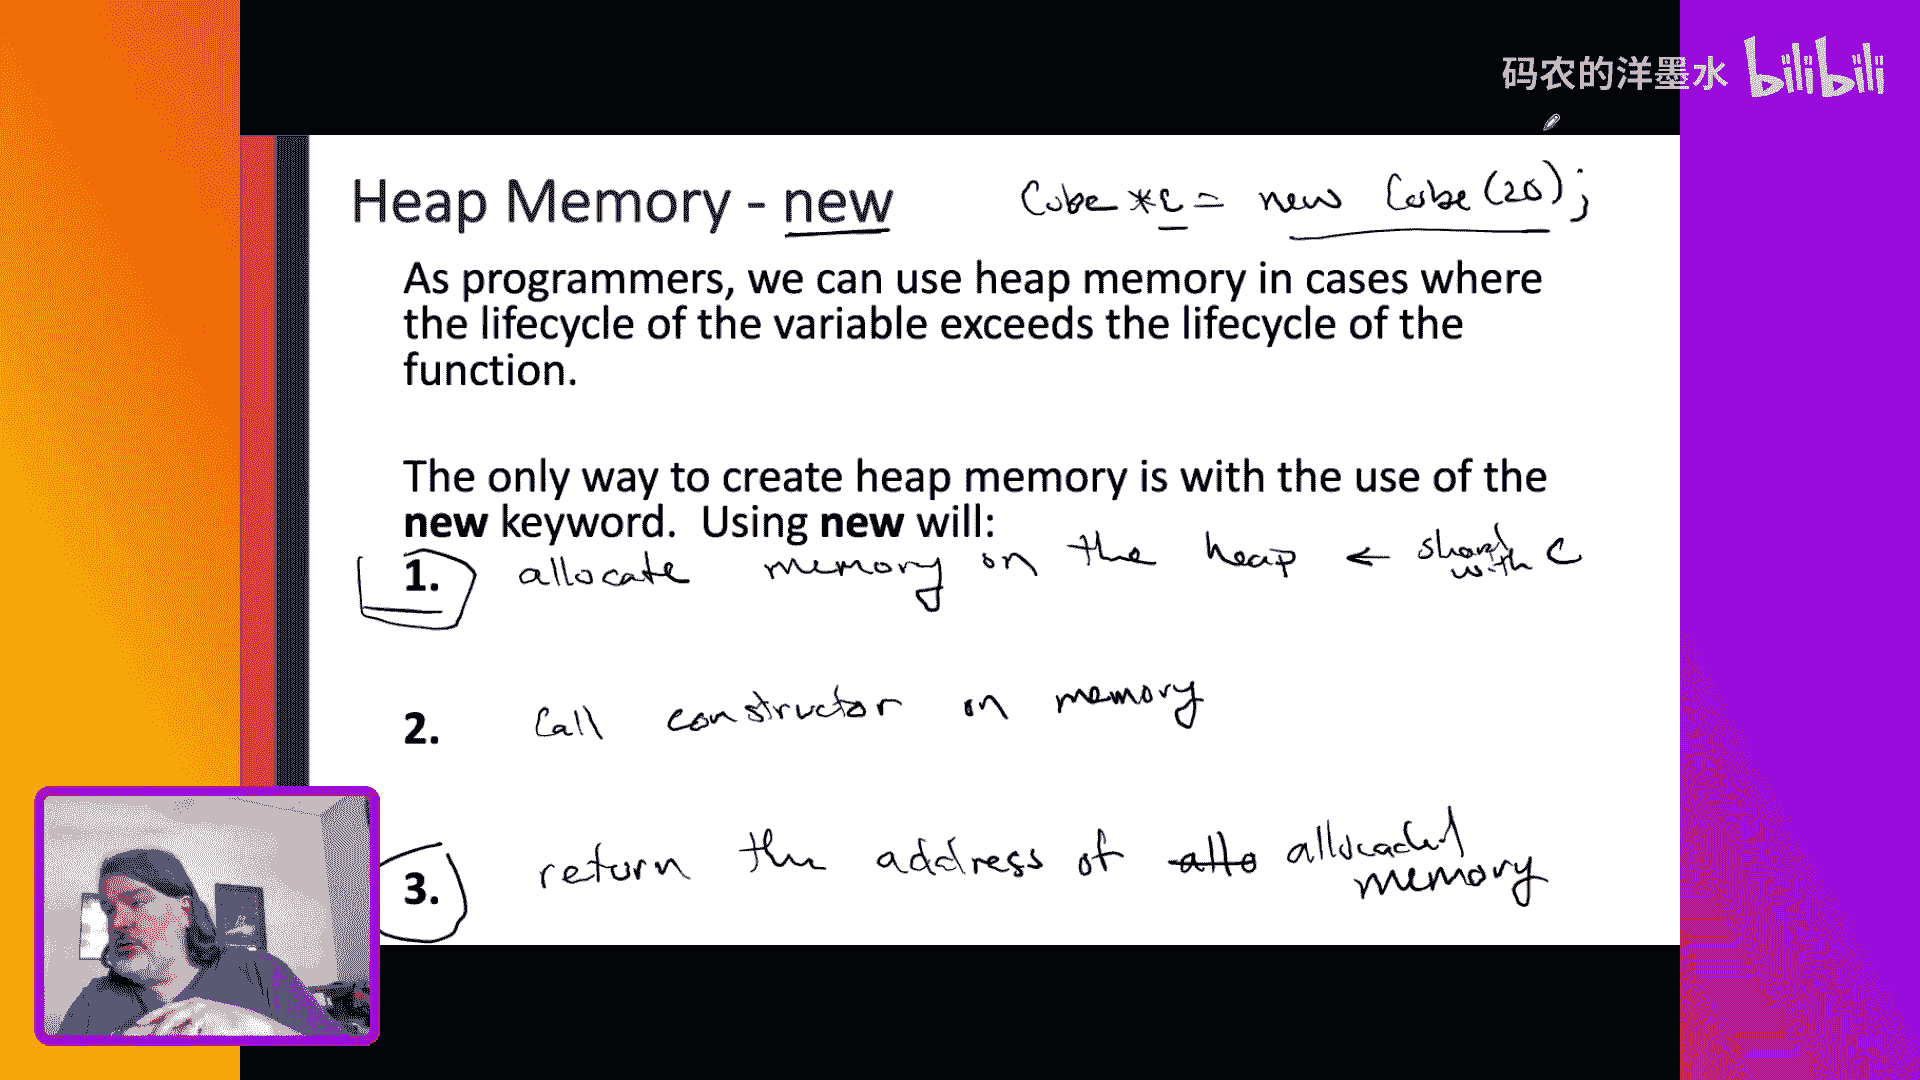 码农的洋墨水 bilibili
Heap Memory - new
Cube *c = new Cube(20);
As programmers, we can use heap memory in cases where
the lifecycle of the variable exceeds the lifecycle of the
function.
The only way to create heap memory is with the use of the
new keyword. Using new will:
1. allocate memory on the heap ← shared with C
2. Call constructor on memory
3. return the address of allo allocated
memory